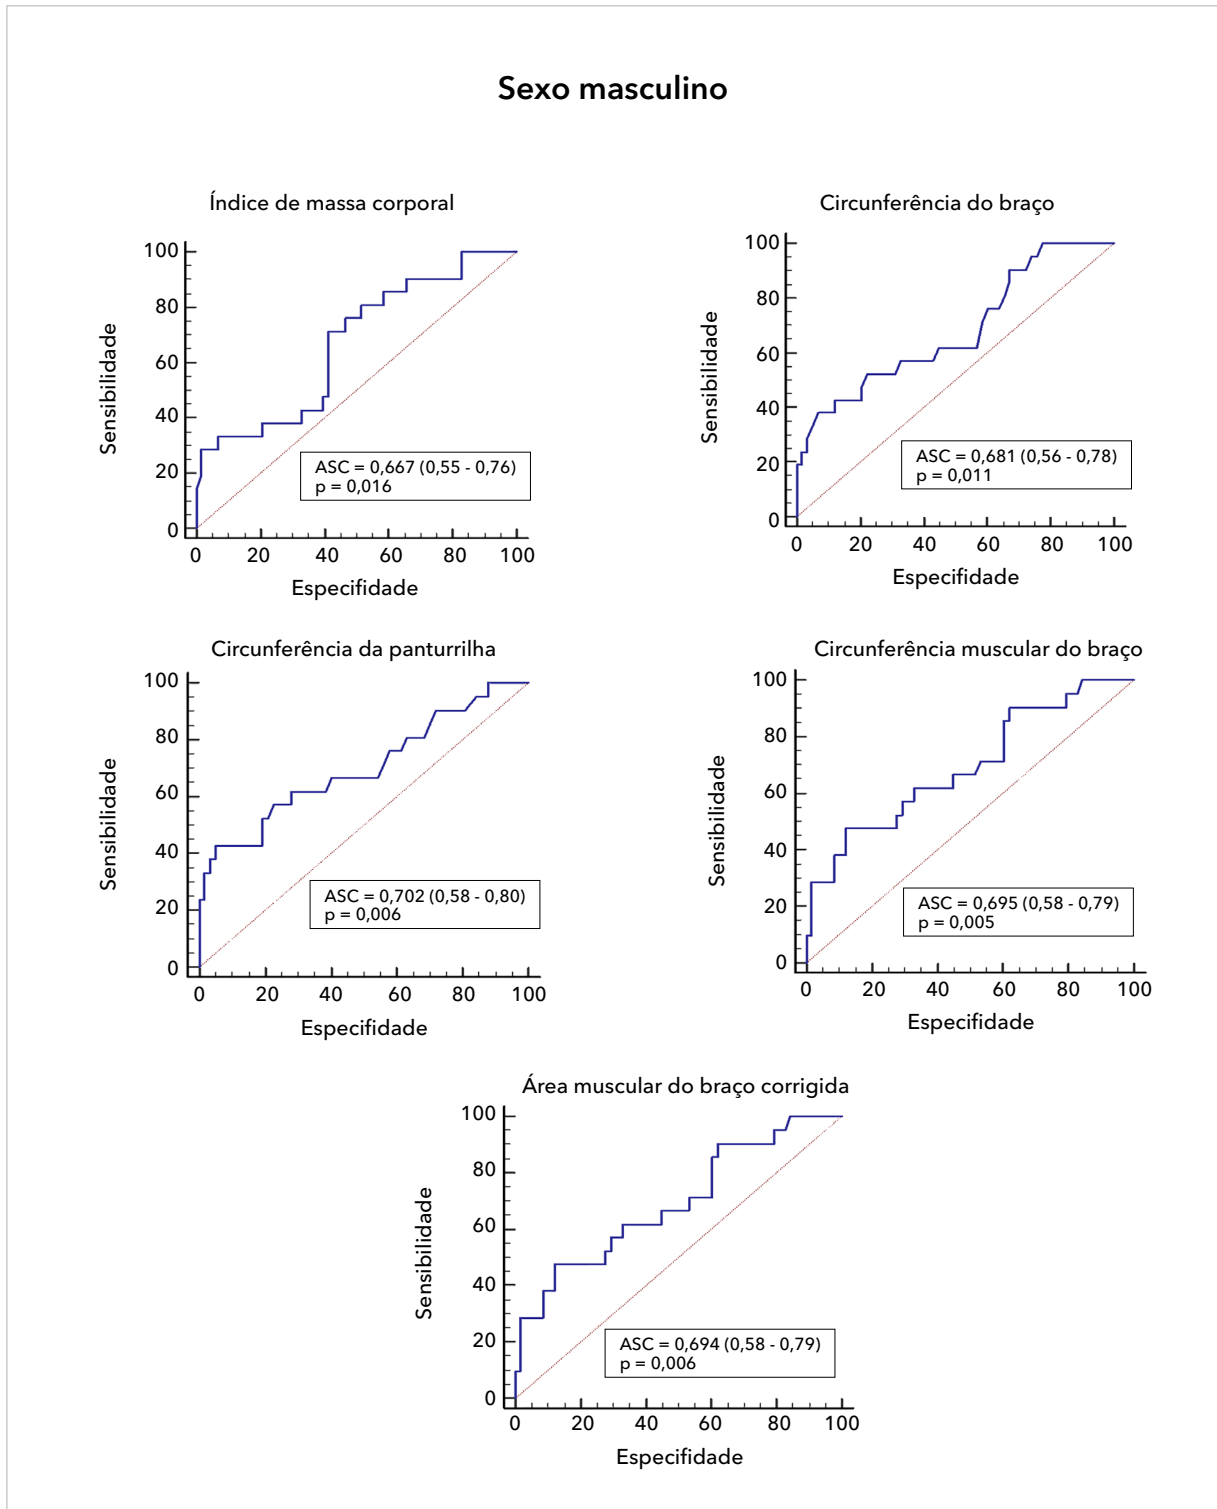 Sexo masculino
Índice de massa corporal
100
80
60
40
20
0
Sensibilidade
ASC = 0,667 (0,55 - 0,76)
p = 0,016
0 20 40 60 80 100
Especifidade
Circunferência do braço
100
80
60
40
20
0
Sensibilidade
ASC = 0,681 (0,56 - 0,78)
p = 0,011
0 20 40 60 80 100
Especifidade
Circunferência da panturrilha
100
80
60
40
20
0
Sensibilidade
ASC = 0,702 (0,58 - 0,80)
p = 0,006
0 20 40 60 80 100
Especifidade
Circunferência muscular do braço
100
80
60
40
20
0
Sensibilidade
ASC = 0,695 (0,58 - 0,79)
p = 0,005
0 20 40 60 80 100
Especifidade
Área muscular do braço corrigida
100
80
60
40
20
0
Sensibilidade
ASC = 0,694 (0,58 - 0,79)
p = 0,006
0 20 40 60 80 100
Especifidade